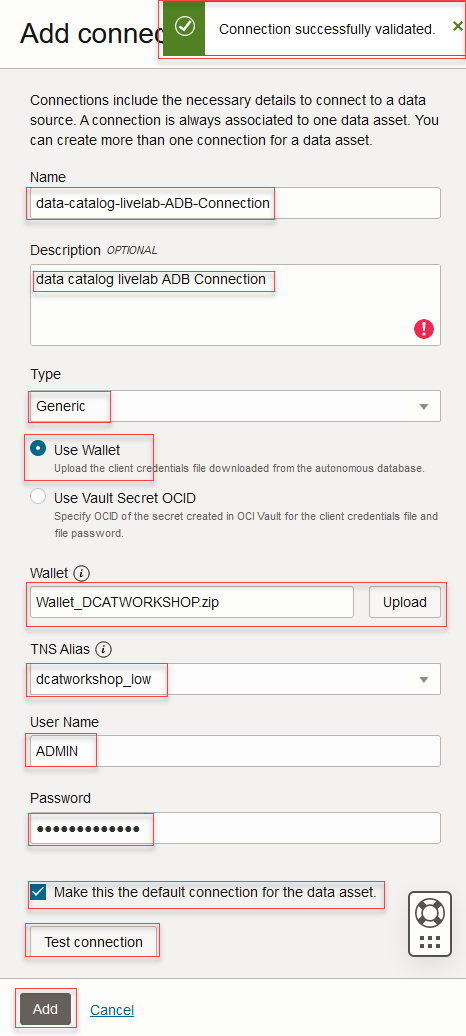 Add connec
Connection successfully validated.
Connections include the necessary details to connect to a data
source. A connection is always associated to one data asset. You
can create more than one connection for a data asset.
Name
data-catalog-livelab-ADB-Connection
Description OPTIONAL
data catalog livelab ADB Connection
Type
Generic
Use Wallet
Upload the client credentials file downloaded from the autonomous database.
Use Vault Secret OCID
Specify OCID of the secret created in OCI Vault for the client credentials file and
file password.
Wallet
Wallet_DCATWORKSHOP.zip Upload
TNS Alias
dcatworkshop_low
User Name
ADMIN
Password
•••••••••••••
Make this the default connection for the data asset.
Test connection
Add Cancel